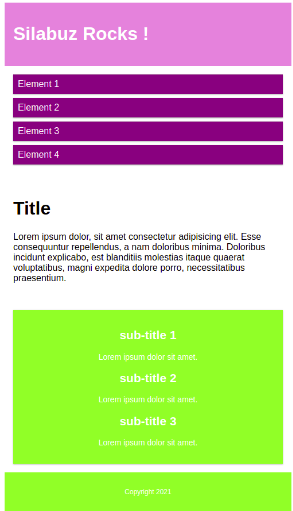 Silabuz Rocks !
Element 1
Element 2
Element 3
Element 4
Title
Lorem ipsum dolor, sit amet consectetur adipisicing elit. Esse
consequuntur repellendus, a nam doloribus minima. Doloribus
incidunt explicabo, est blanditiis molestias itaque quaerat
voluptatibus, magni expedita dolore porro, necessitatibus
praesentium.
sub-title 1
Lorem ipsum dolor sit amet.
sub-title 2
Lorem ipsum dolor sit amet.
sub-title 3
Lorem ipsum dolor sit amet.
Copyright 2021